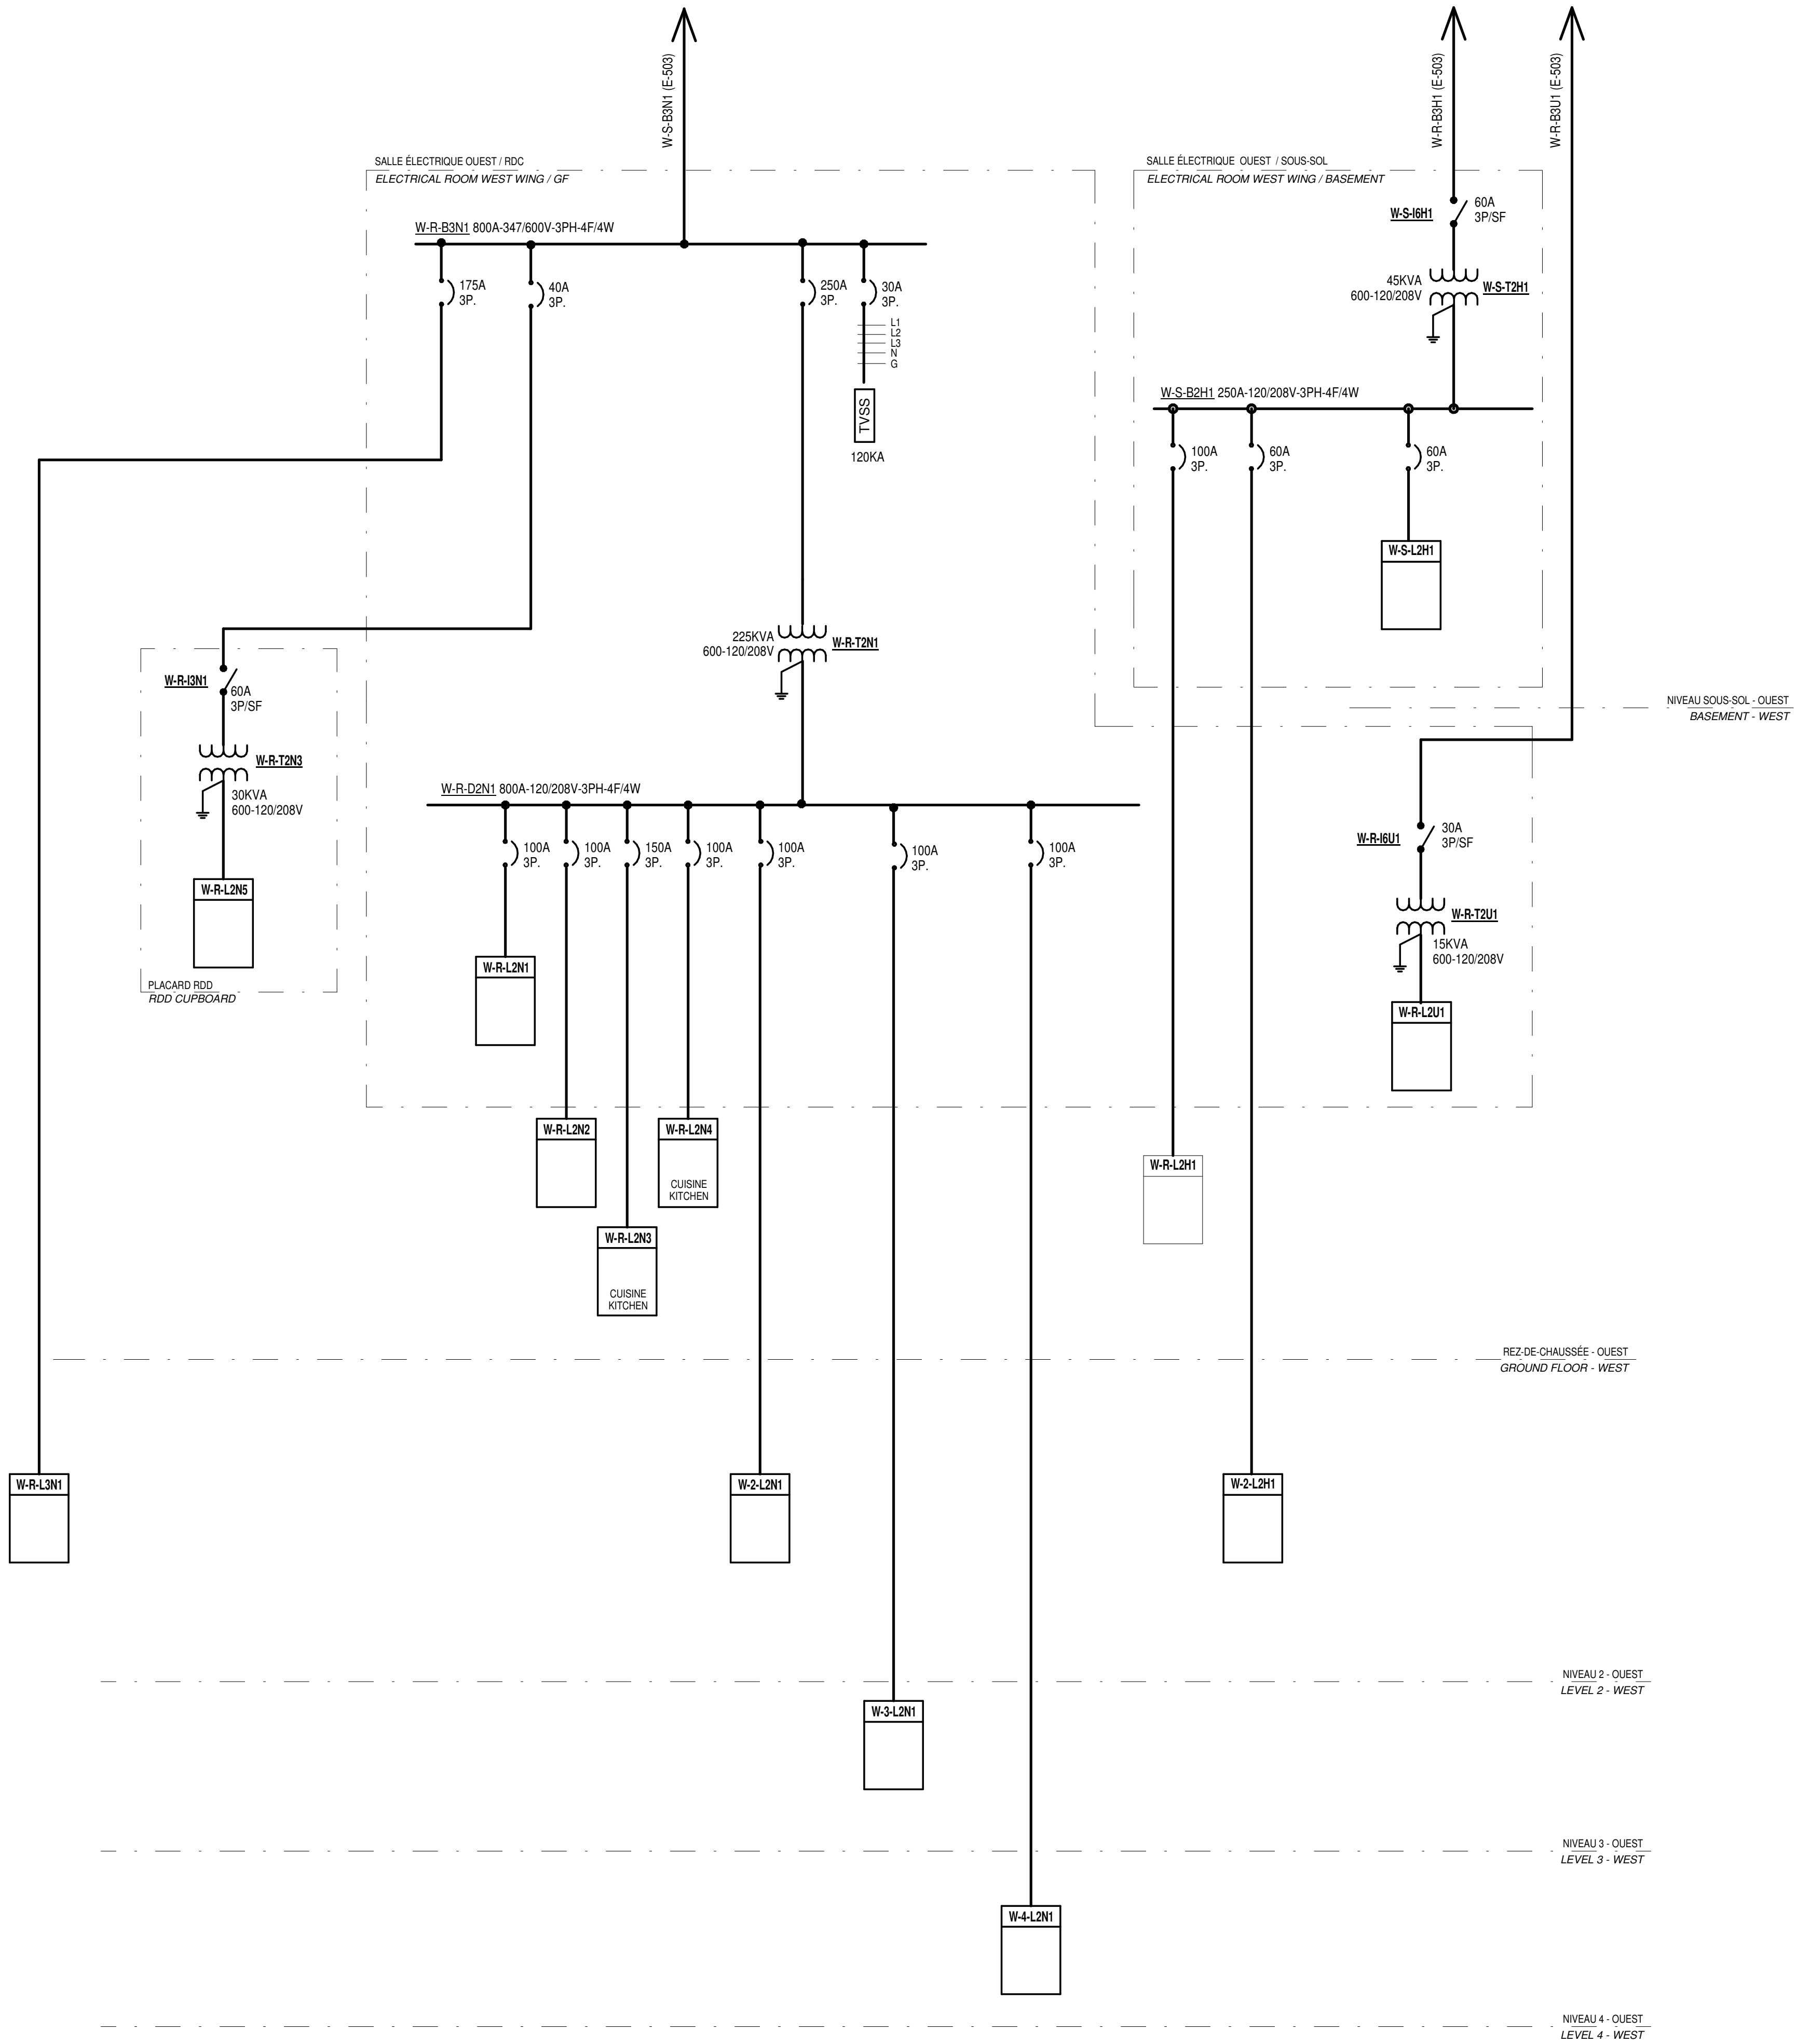 W-S-B3N1 (E-503)
W-R-B3H1 (E-503)
W-R-B3U1 (E-503)
SALLE ÉLECTRIQUE OUEST / RDC
ELECTRICAL ROOM WEST WING / GF
SALLE ÉLECTRIQUE  OUEST  / SOUS-SOL
ELECTRICAL ROOM WEST WING / BASEMENT
W-S-I6H1
60A
3P/SF
W-R-B3N1 800A-347/600V-3PH-4F/4W
175A
3P.
40A
3P.
250A
3P.
30A
3P.
L1
L2
L3
N
G
TVSS
120KA
45KVA
600-120/208V
W-S-T2H1
W-S-B2H1 250A-120/208V-3PH-4F/4W
100A
3P.
60A
3P.
60A
3P.
W-S-L2H1
225KVA
600-120/208V
W-R-T2N1
W-R-I3N1
60A
3P/SF
W-R-T2N3
30KVA
600-120/208V
W-R-L2N5
PLACARD RDD
RDD CUPBOARD
NIVEAU SOUS-SOL - OUEST
BASEMENT - WEST
W-R-D2N1 800A-120/208V-3PH-4F/4W
100A
3P.
100A
3P.
150A
3P.
100A
3P.
100A
3P.
100A
3P.
100A
3P.
W-R-I6U1
30A
3P/SF
W-R-T2U1
15KVA
600-120/208V
W-R-L2U1
W-R-L2N1
W-R-L2N2
W-R-L2N4
CUISINE
KITCHEN
W-R-L2H1
W-R-L2N3
CUISINE
KITCHEN
REZ-DE-CHAUSSÉE - OUEST
GROUND FLOOR - WEST
W-R-L3N1
W-2-L2N1
W-2-L2H1
NIVEAU 2 - OUEST
LEVEL 2 - WEST
W-3-L2N1
NIVEAU 3 - OUEST
LEVEL 3 - WEST
W-4-L2N1
NIVEAU 4 - OUEST
LEVEL 4 - WEST